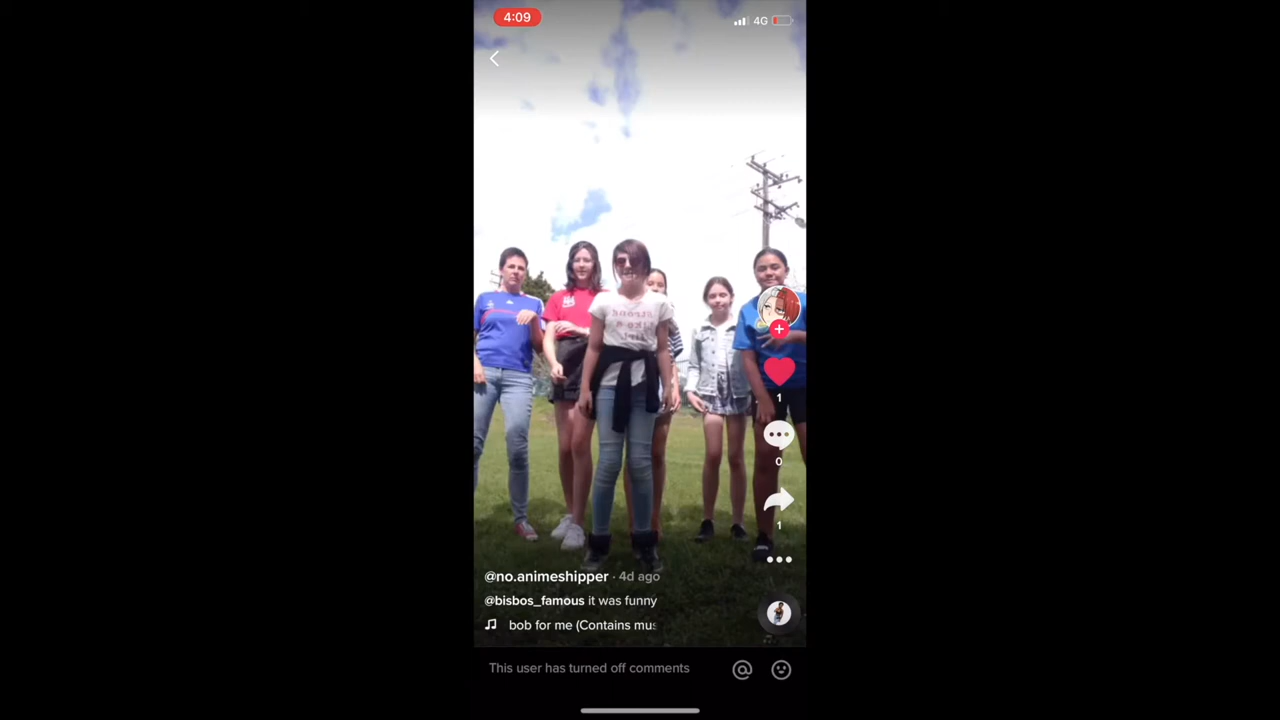 4:09
4G
1
0
1
@no.animeshipper · 4d ago
@bisbos_famous it was funny
bob for me (Contains mus
This user has turned off comments